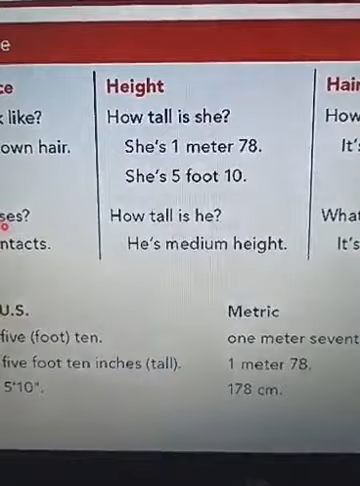 e
ce
k like?
own hair.
ses?
ntacts.
Height
How tall is she?
She's 1 meter 78.
She's 5 foot 10.
How tall is he?
He's medium height.
Hair
How
It's
What
It's
U.S.
five (foot) ten.
five foot ten inches (tall).
5'10".
Metric
one meter sevent
1 meter 78.
178 cm.